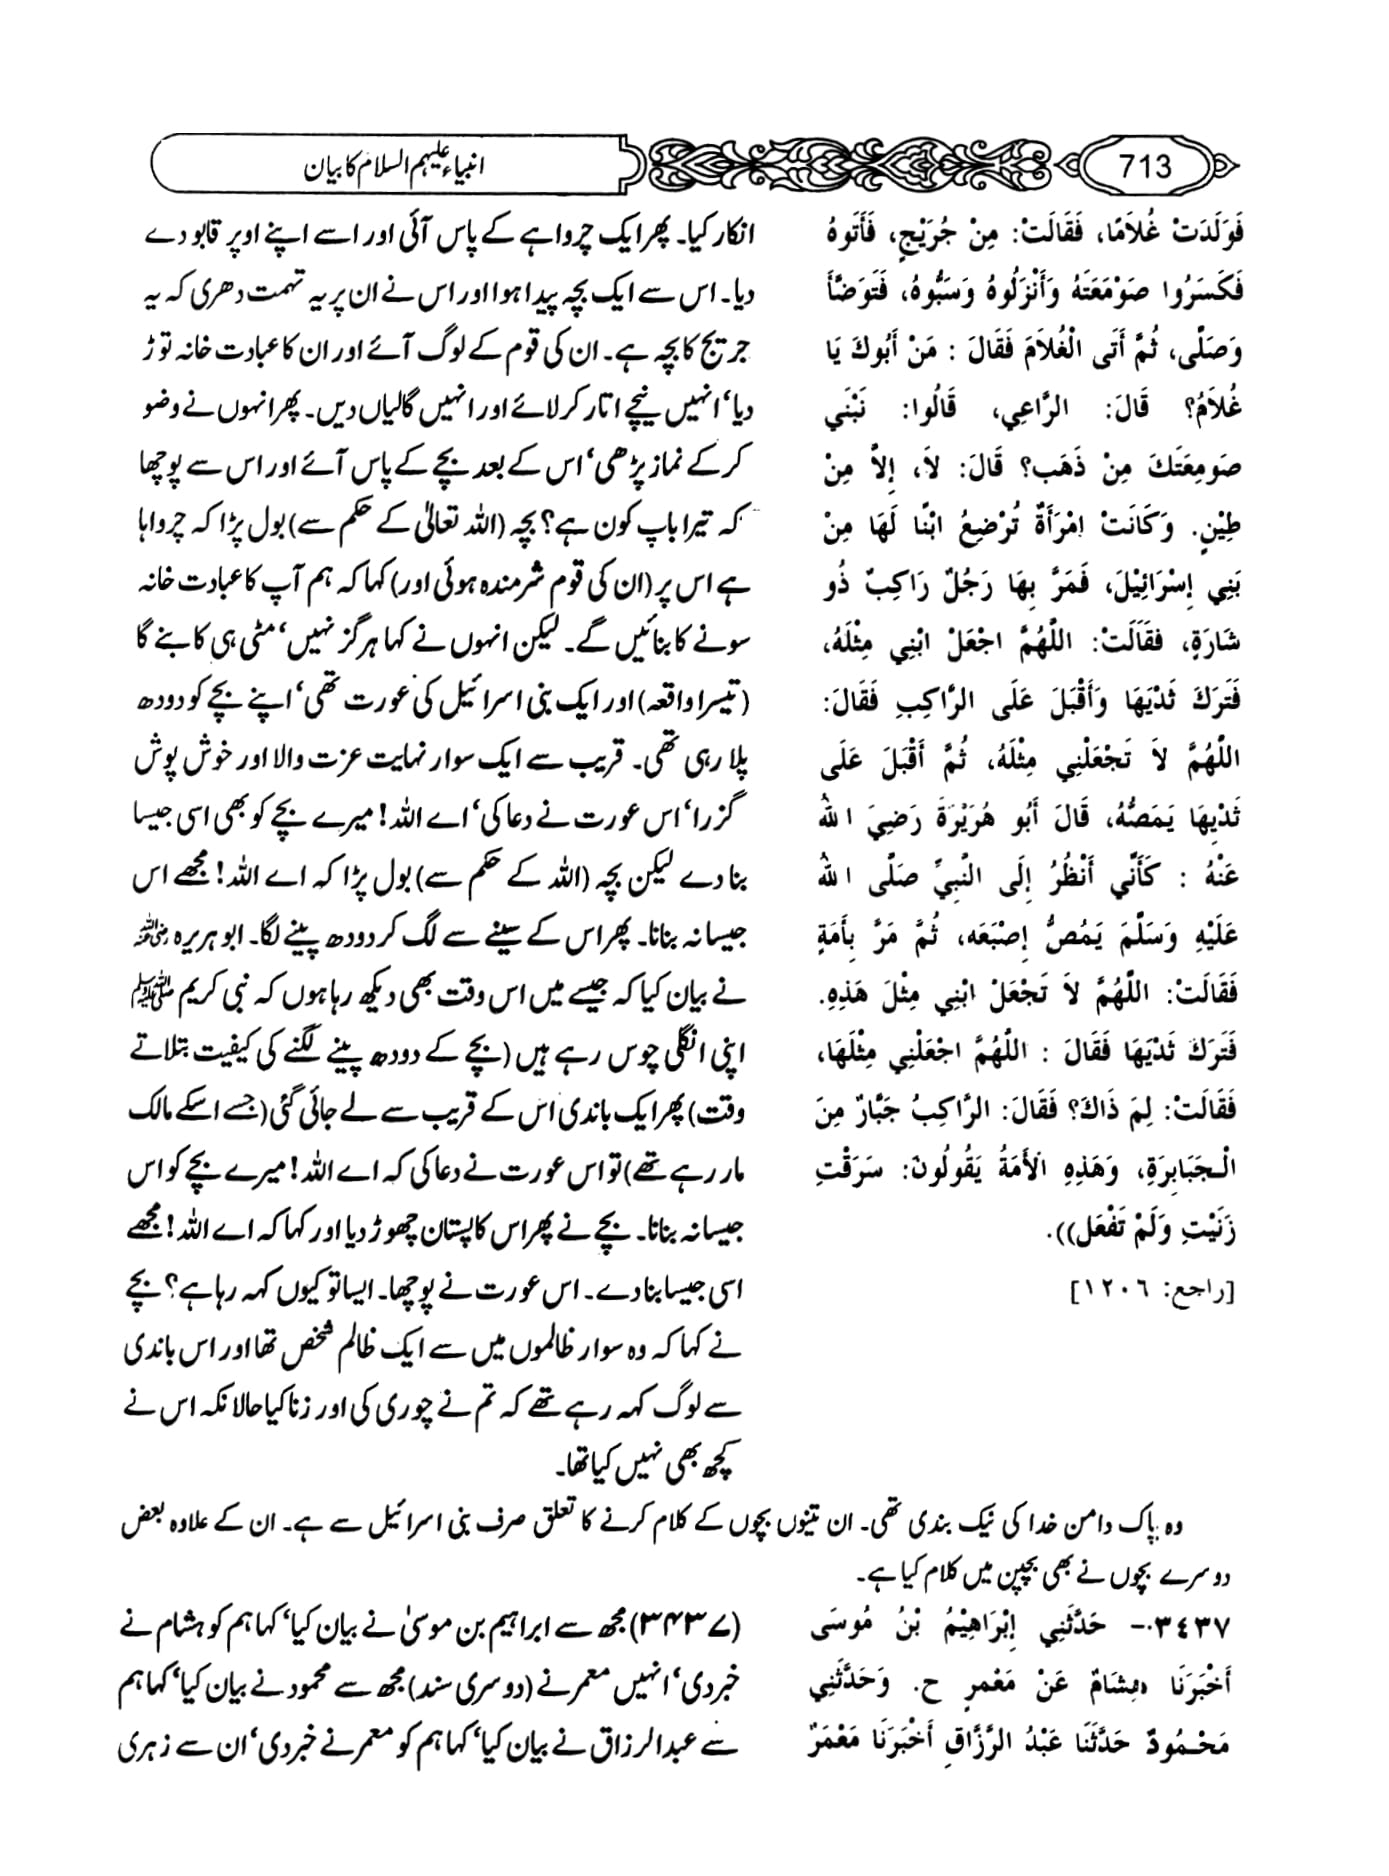 713
انبیاء علیہم السلام کا بیان
فَوَلَدَتْ غُلَامًا، فَقَالَتْ: مِنْ جُرَيْجٍ، فَأَتَوهُ
فَكَسَرُوا صَوْمَعَتَهُ وَأَنْزَلُوهُ وَسَبُّوهُ، فَتَوَضَّأَ
وَصَلَّى، ثُمَّ أَتَى الْغُلاَمَ فَقَالَ : مَنْ أَبُوكَ يَا
غُلاَمُ؟ قَالَ: الرَّاعِي، قَالُوا: نَبْنَي
صَومِعَتَكَ مِنْ ذَهَب؟ قَالَ: لاَ، إِلاَّ مِنْ
طِيْنٍ. وَكَانَتْ امْرَأَةٌ تُرْضِعُ ابْنًا لَهَا مِنْ
بَنِي إِسْرَائِيْلَ، فَمَرَّ بِهَا رَجُلٌ رَاكِبٌ ذُو
شَارَةٍ، فَقَالَتْ: اللَّهُمَّ اجْعَلْ ابْنِي مِثْلَهُ،
فَتَرَكَ ثَدْيَهَا وَأَقْبَلَ عَلَى الرَّاكِبِ فَقَالَ:
اللَّهُمَّ لاَ تَجْعَلْنِي مِثْلَهُ، ثُمَّ أَقْبَلَ عَلَى
ثَدْيِهَا يَمَصُّهُ، قَالَ أَبُو هُرَيْرَةَ رَضِيَ اللهُ
عَنْهُ : كَأَنِّي أَنْظُرُ إِلَى النَّبِيِّ صَلَّى اللهُ
عَلَيْهِ وَسَلَّمَ يَمُصُّ إِصْبَعَه، ثُمَّ مَرَّ بِأَمَةٍ
فَقَالَتْ: اللَّهُمَّ لاَ تَجْعَلْ ابْنِي مِثْلَ هَذِهِ.
فَتَرَكَ ثَدْيَهَا فَقَالَ : اللَّهُمَّ اجْعَلْنِي مِثْلَهَا،
فَقَالَتْ: لِمَ ذَاكَ؟ فَقَالَ: الرَّاكِبُ جَبَّارٌ مِنَ
الْجَبَابِرَةِ، وَهَذِهِ الأَمَةُ يَقُولُونَ: سَرَقْتِ
زَنَيْتِ وَلَمْ تَفْعَل)).
[راجع: ١٢٠٦]
انکار کیا۔ پھر ایک چرواہے کے پاس آئی اور اسے اپنے اوپر قابو دے
دیا۔ اس سے ایک بچہ پیدا ہوا اور اس نے ان پر یہ تہمت دھری کہ یہ
جریج کا بچہ ہے۔ ان کی قوم کے لوگ آئے اور ان کا عبادت خانہ توڑ
دیا‘ انہیں نیچے اتار کر لائے اور انہیں گالیاں دیں۔ پھر انہوں نے وضو
کر کے نماز پڑھی‘ اس کے بعد بچے کے پاس آئے اور اس سے پوچھا
کہ تیرا باپ کون ہے؟ بچہ (اللہ تعالیٰ کے حکم سے) بول پڑا کہ چرواہا
ہے اس پر (ان کی قوم شرمندہ ہوئی اور) کہا کہ ہم آپ کا عبادت خانہ
سونے کا بنائیں گے۔ لیکن انہوں نے کہا ہرگز نہیں‘ مٹی ہی کا بنے گا
(تیسرا واقعہ) اور ایک بنی اسرائیل کی عورت تھی‘ اپنے بچے کو دودھ
پلا رہی تھی۔ قریب سے ایک سوار نہایت عزت والا اور خوش پوش
گزرا‘ اس عورت نے دعا کی‘ اے اللہ! میرے بچے کو بھی اسی جیسا
بنا دے لیکن بچہ (اللہ کے حکم سے) بول پڑا کہ اے اللہ! مجھے اس
جیسا نہ بنانا۔ پھر اس کے سینے سے لگ کر دودھ پینے لگا۔ ابو ہریرہ رضی اللہ عنہ
نے بیان کیا کہ جیسے میں اس وقت بھی دیکھ رہا ہوں کہ نبی کریم ﷺ
اپنی انگلی چوس رہے ہیں (بچے کے دودھ پینے لگنے کی کیفیت بتلاتے
وقت) پھر ایک باندی اس کے قریب سے لے جائی گئی (جسے اسکے مالک
مار رہے تھے) تو اس عورت نے دعا کی کہ اے اللہ! میرے بچے کو اس
جیسا نہ بنانا۔ بچے نے پھر اس کا پستان چھوڑ دیا اور کہا کہ اے اللہ! مجھے
اسی جیسا بنا دے۔ اس عورت نے پوچھا۔ ایسا تو کیوں کہہ رہا ہے؟ بچے
نے کہا کہ وہ سوار ظالموں میں سے ایک ظالم شخص تھا اور اس باندی
سے لوگ کہہ رہے تھے کہ تم نے چوری کی اور زنا کیا حالانکہ اس نے
کچھ بھی نہیں کیا تھا۔
وہ پاک دامن خدا کی نیک بندی تھی۔ ان تینوں بچوں کے کلام کرنے کا تعلق صرف بنی اسرائیل سے ہے۔ ان کے علاوہ بعض
دوسرے بچوں نے بھی بچپن میں کلام کیا ہے۔
٣٤٣٧- حَدَّثَنِي إِبْرَاهِيْمُ بْنُ مُوسَى
أَخْبَرَنَا هِشَامٌ عَنْ مَعْمَرٍ ح. وَحَدَّثَنِي
مَحْمُودٌ حَدَّثَنَا عَبْدُ الرَّزَّاقِ أَخْبَرَنَا مَعْمَرٌ
(۳۴۳۷) مجھ سے ابراہیم بن موسیٰ نے بیان کیا‘ کہا ہم کو ہشام نے
خبر دی‘ انہیں معمر نے (دوسری سند) مجھ سے محمود نے بیان کیا‘ کہا ہم
سے عبدالرزاق نے بیان کیا‘ کہا ہم کو معمر نے خبر دی‘ ان سے زہری